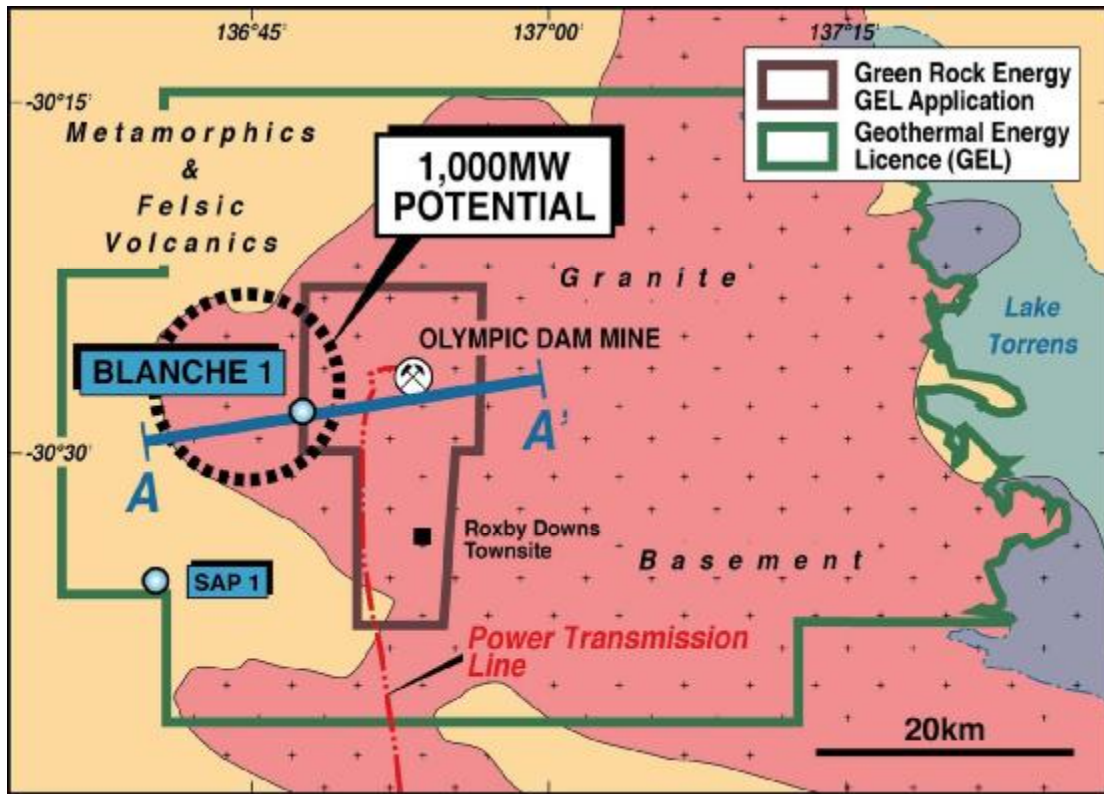 136°45'
137°00'
137°15'
-30°15'
Green Rock Energy
GEL Application
Geothermal Energy
Licence (GEL)
Metamorphics
&
Felsic
Volcanics
1,000MW
POTENTIAL
Granite
Lake
Torrens
OLYMPIC DAM MINE
BLANCHE 1
A'
-30°30'
A
Roxby Downs
Townsite
Basement
SAP 1
Power Transmission
Line
20km